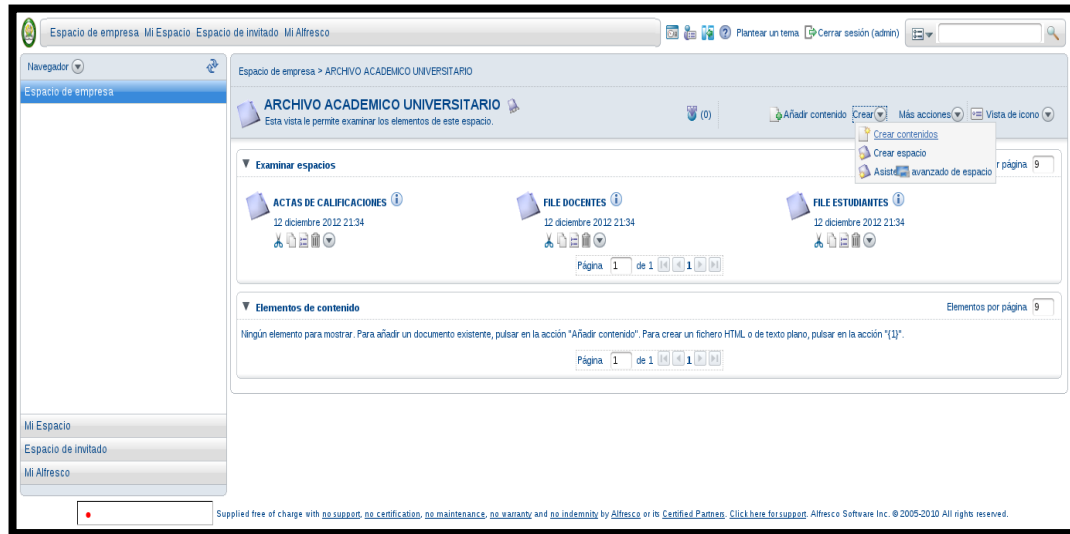 Espacio de empresa Mi Espacio Espacio de invitado Mi Alfresco
Plantear un tema Cerrar sesión (admin)
Navegador
Espacio de empresa > ARCHIVO ACADEMICO UNIVERSITARIO
Espacio de empresa
ARCHIVO ACADEMICO UNIVERSITARIO
Esta vista le permite examinar los elementos de este espacio.
(0)
Añadir contenido Crear Más acciones Vista de icono
Crear contenidos
Crear espacio
avanzado de espacio
Examinar espacios
página 9
ACTAS DE CALIFICACIONES
12 diciembre 2012 21:34
FILE DOCENTES
12 diciembre 2012 21:34
FILE ESTUDIANTES
12 diciembre 2012 21:34
Página 1 de 1 1
Elementos de contenido
Elementos por página 9
Ningún elemento para mostrar. Para añadir un documento existente, pulsar en la acción "Añadir contenido". Para crear un fichero HTML o de texto plano, pulsar en la acción "{1}".
Página 1 de 1 1
Mi Espacio
Espacio de invitado
Mi Alfresco
Supplied free of charge with no support, no certification, no maintenance, no warranty and no indemnity by Alfresco or its Certified Partners. Click here for support. Alfresco Software Inc. © 2005-2010 All rights reserved.